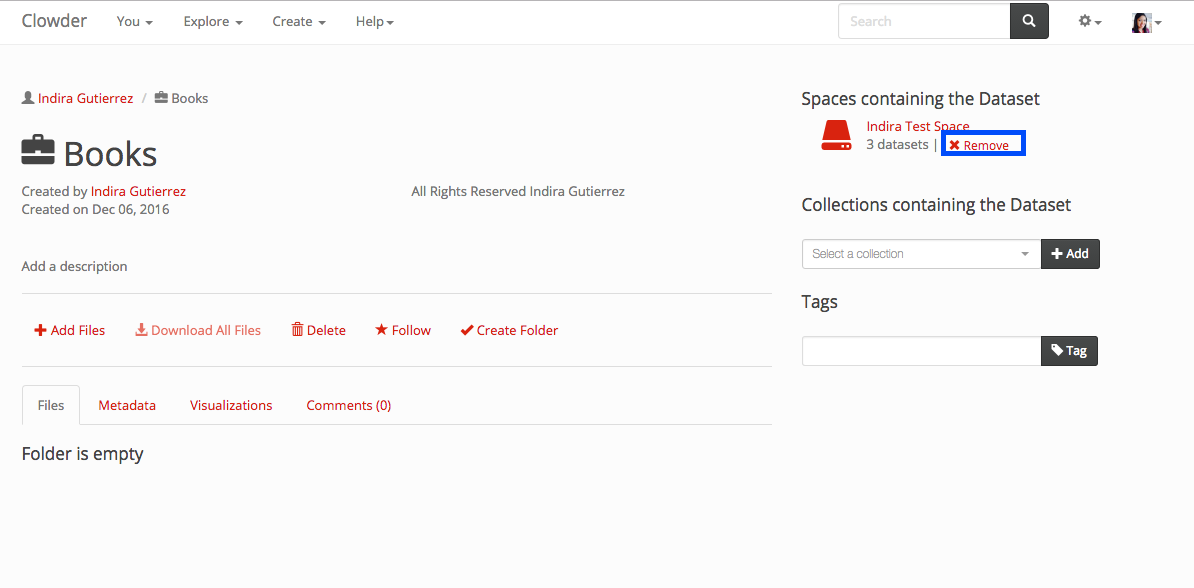 Clowder You Explore Create Help Search
Indira Gutierrez / Books
Books
Created by Indira Gutierrez
Created on Dec 06, 2016
All Rights Reserved Indira Gutierrez
Add a description
Add Files Download All Files Delete Follow Create Folder
Files Metadata Visualizations Comments (0)
Folder is empty
Spaces containing the Dataset
Indira Test Space
3 datasets | Remove
Collections containing the Dataset
Select a collection Add
Tags
Tag